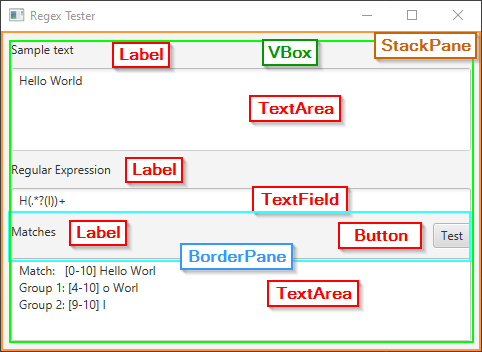 Regex Tester
StackPane
Sample text
Label
VBox
Hello World
TextArea
Regular Expression
Label
H(.*?(l))+
TextField
Matches
Label
Button
Test
BorderPane
Match:   [0-10] Hello Worl
Group 1: [4-10] o Worl
TextArea
Group 2: [9-10] l